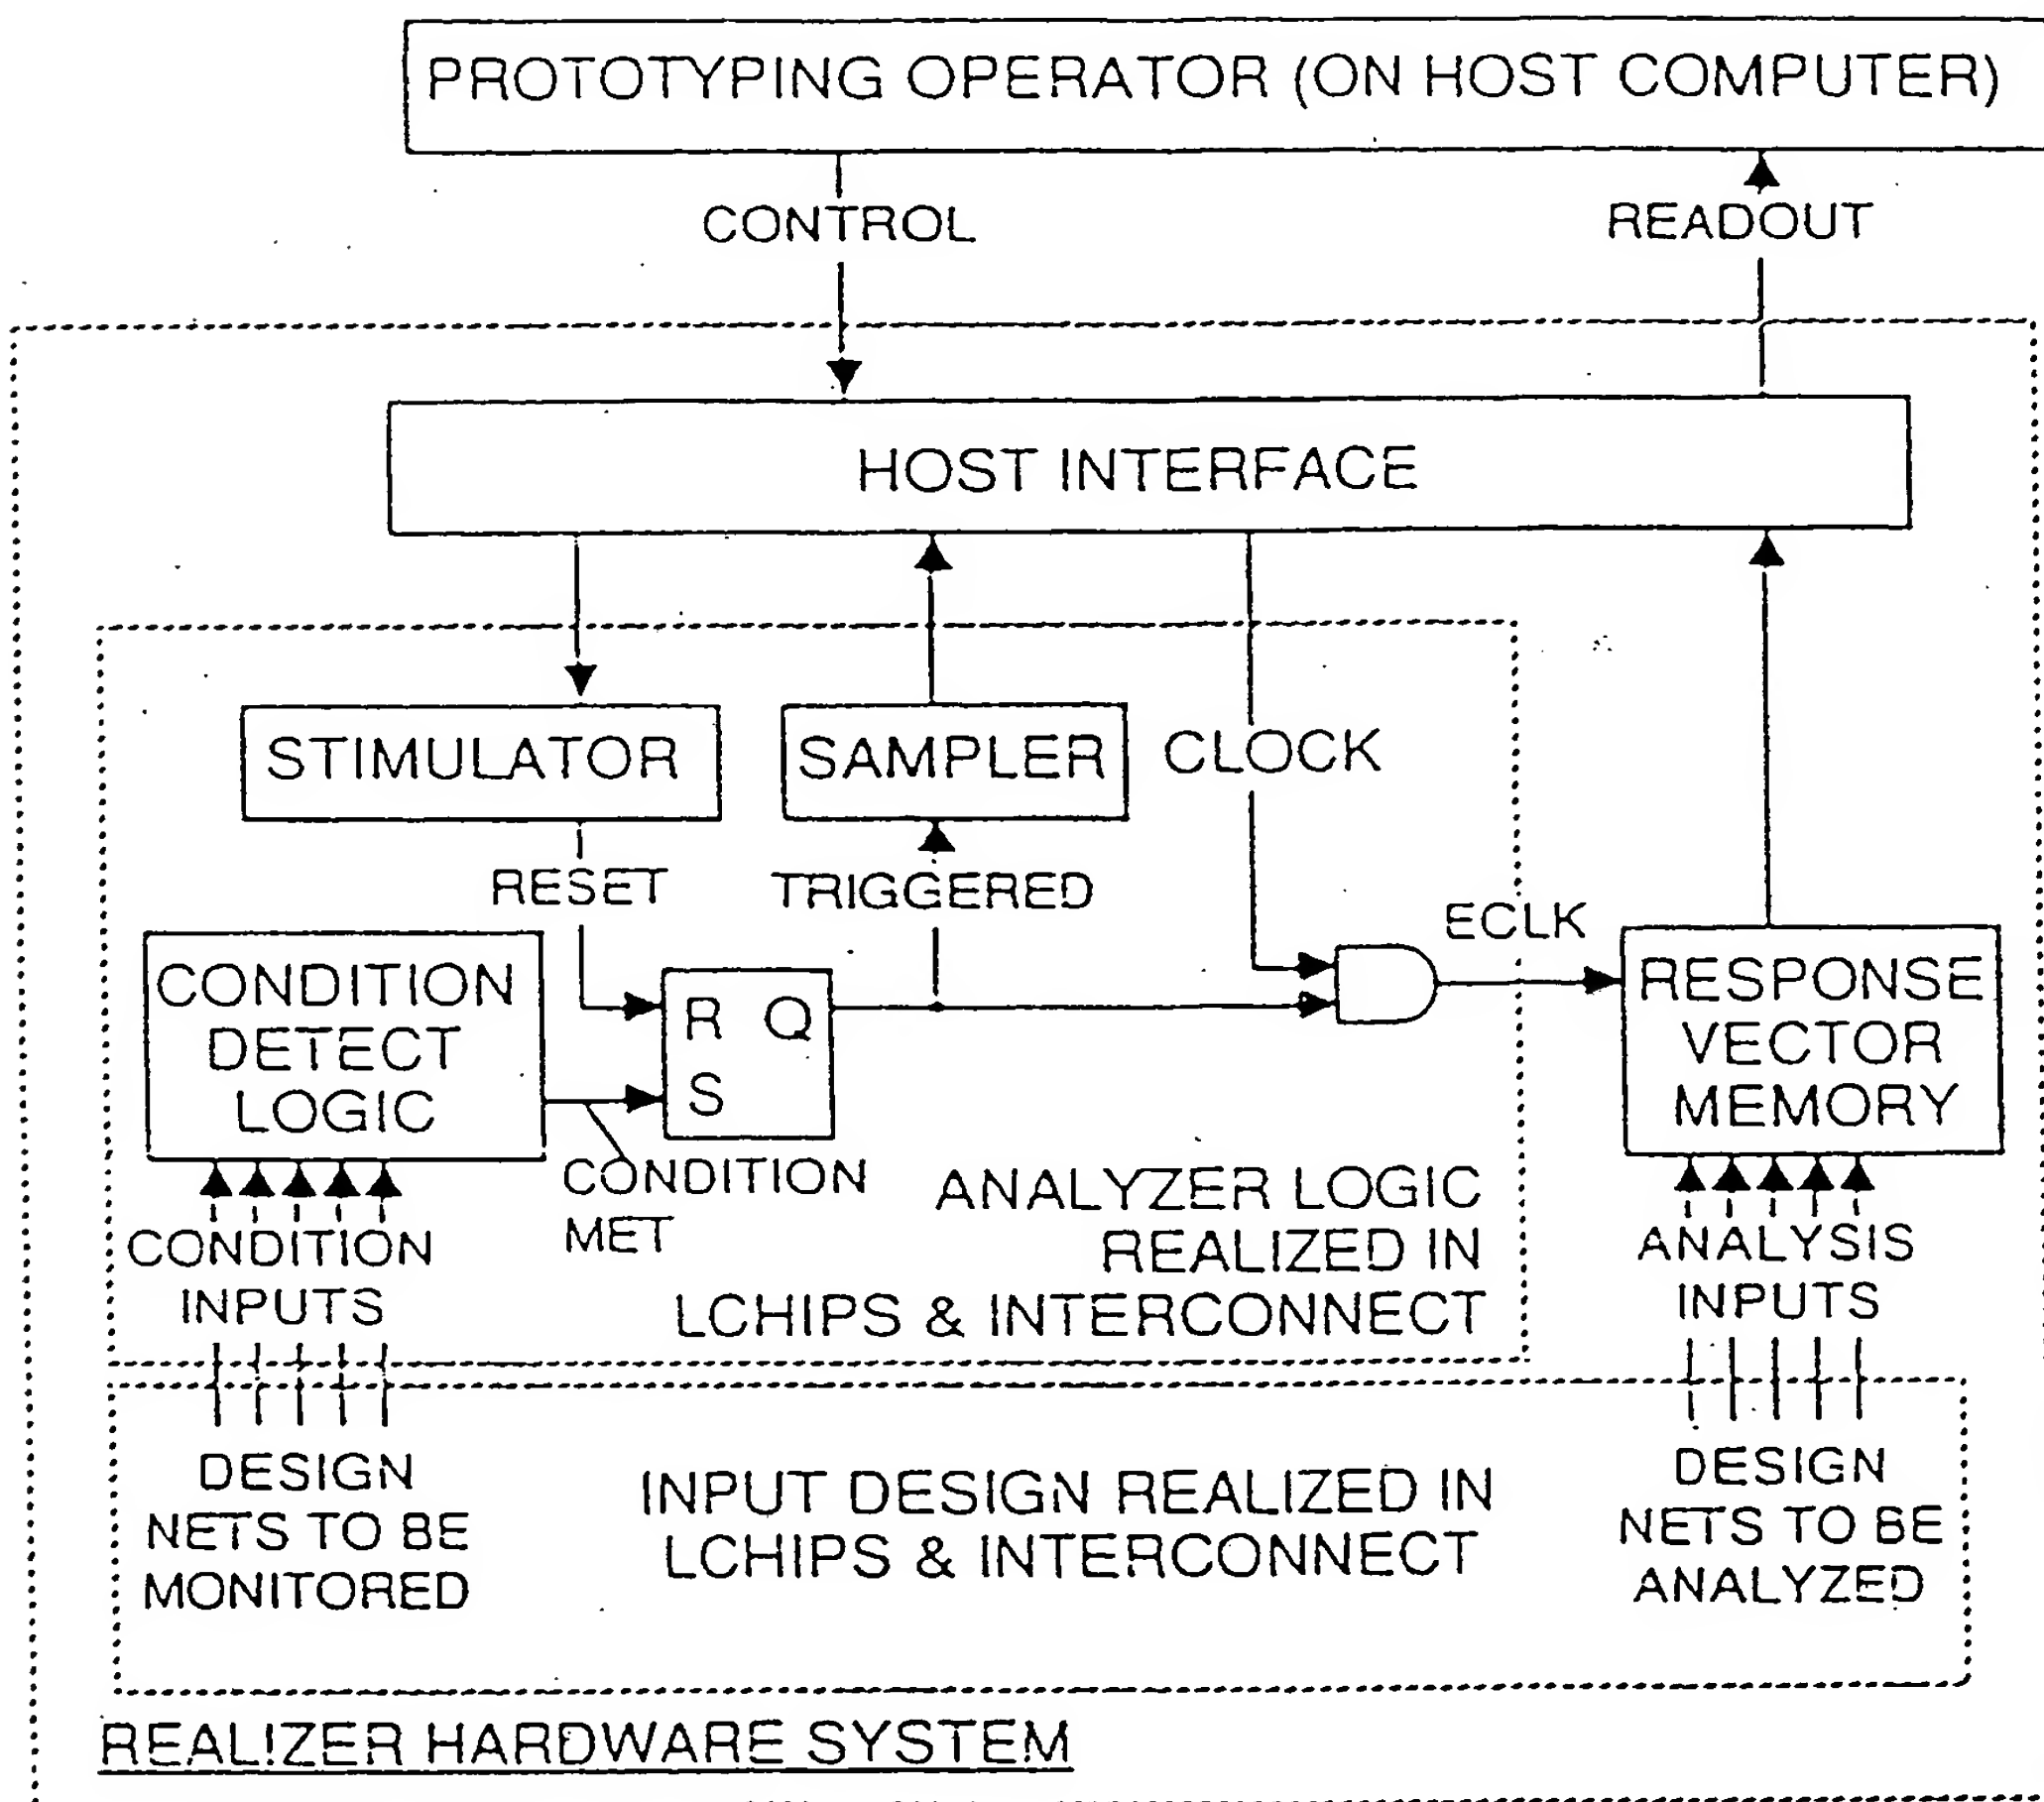 PROTOTYPING OPERATOR (ON HOST COMPUTER)
CONTROL
READOUT
HOST INTERFACE
STIMULATOR
SAMPLER
CLOCK
RESET
TRIGGERED
ECLK
CONDITION
DETECT
LOGIC
R Q
S
RESPONSE
VECTOR
MEMORY
CONDITION
MET
ANALYZER LOGIC
REALIZED IN
LCHIPS & INTERCONNECT
CONDITION
INPUTS
ANALYSIS
INPUTS
DESIGN
NETS TO BE
MONITORED
INPUT DESIGN REALIZED IN
LCHIPS & INTERCONNECT
DESIGN
NETS TO BE
ANALYZED
REALIZER HARDWARE SYSTEM